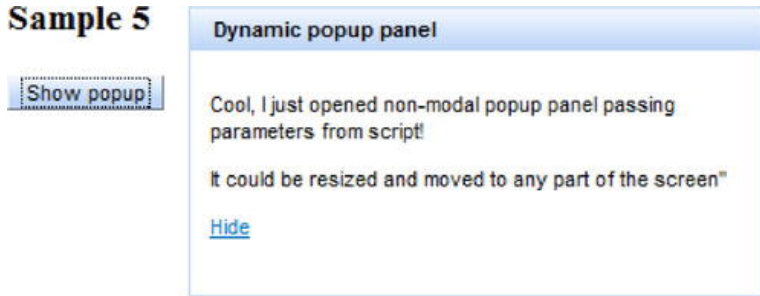 Sample 5
Show popup
Dynamic popup panel
Cool, I just opened non-modal popup panel passing
parameters from script!
It could be resized and moved to any part of the screen"
Hide